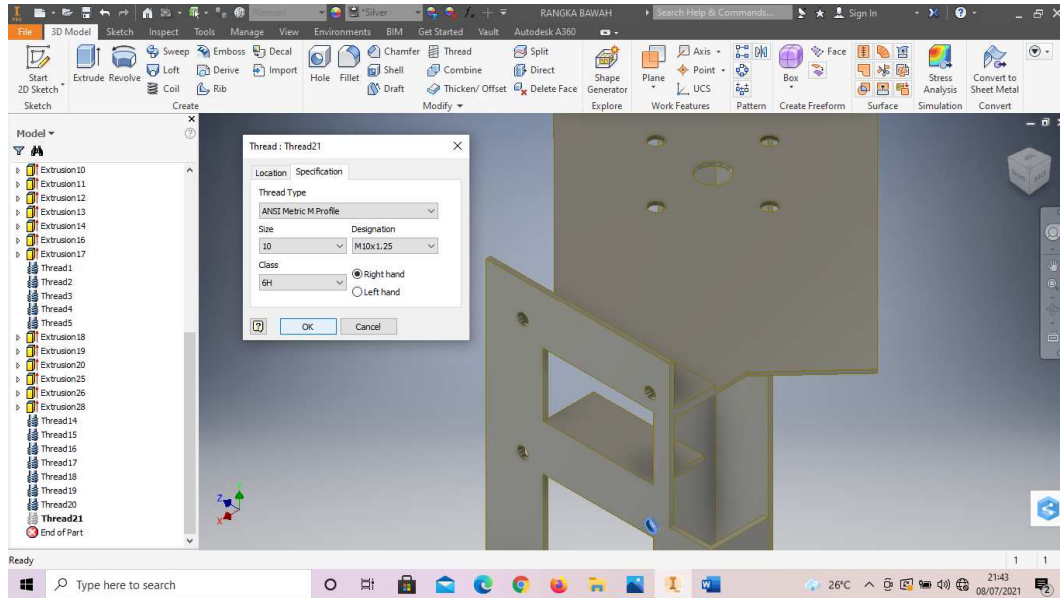 PRO
Material
*Silver
RANGKA BAWAH
Search Help & Commands...
Sign In
File 3D Model Sketch Inspect Tools Manage View Environments BIM Get Started Vault Autodesk A360
Start
2D Sketch
Extrude Revolve
Sweep Emboss Decal
Loft Derive Import
Coil Rib
Hole Fillet
Chamfer Thread Split
Shell Combine Direct
Draft Thicken/ Offset Delete Face
Shape
Generator
Plane
Axis
Point
UCS
Box
Face
Stress
Analysis
Convert to
Sheet Metal
Sketch Create Modify Explore Work Features Pattern Create Freeform Surface Simulation Convert
Model
Extrusion10
Extrusion11
Extrusion12
Extrusion13
Extrusion14
Extrusion16
Extrusion17
Thread1
Thread2
Thread3
Thread4
Thread5
Extrusion18
Extrusion19
Extrusion20
Extrusion25
Extrusion26
Extrusion28
Thread14
Thread15
Thread16
Thread17
Thread18
Thread19
Thread20
Thread21
End of Part
Thread : Thread21
Location Specification
Thread Type
ANSI Metric M Profile
Size Designation
10 M10x1.25
Class
6H
Right hand
Left hand
OK Cancel
BACK
Z
Y
X
Ready
1 1
Type here to search
26°C
21:43
08/07/2021
2